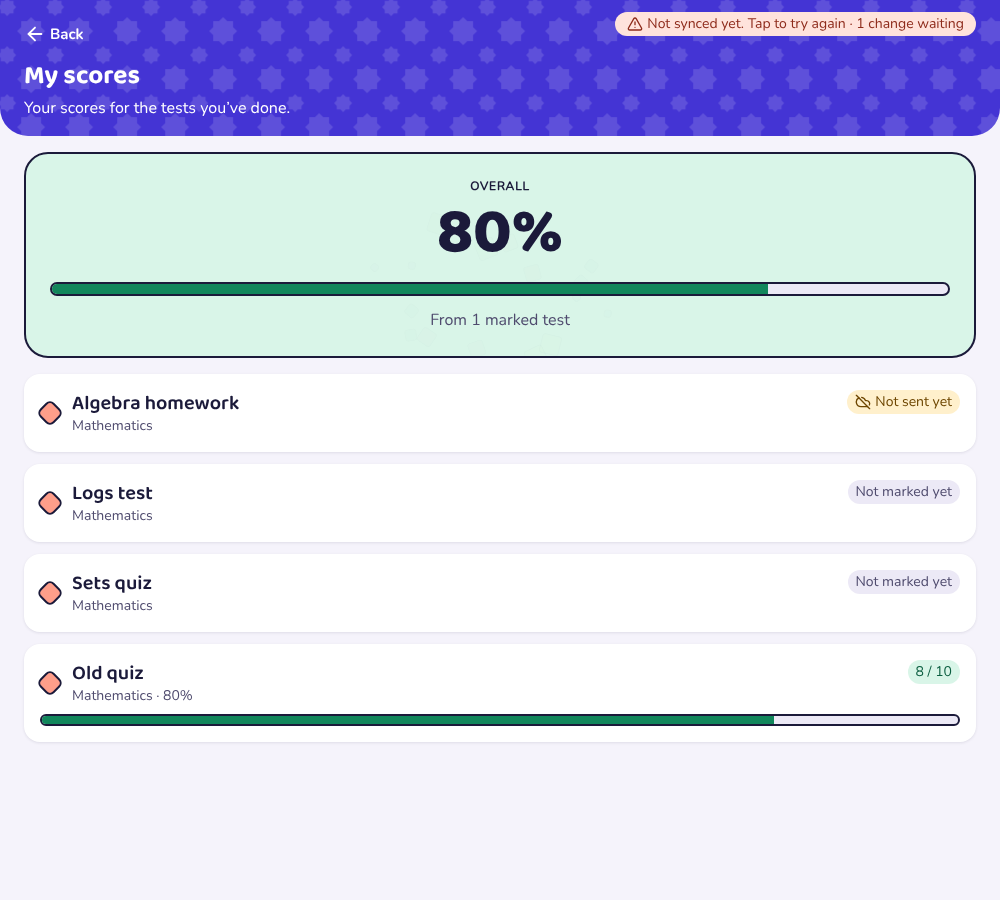 Back
Not synced yet. Tap to try again · 1 change waiting
My scores
Your scores for the tests you’ve done.
OVERALL
80%
From 1 marked test
Algebra homework
Not sent yet
Mathematics
Logs test
Not marked yet
Mathematics
Sets quiz
Not marked yet
Mathematics
Old quiz
8 / 10
Mathematics · 80%